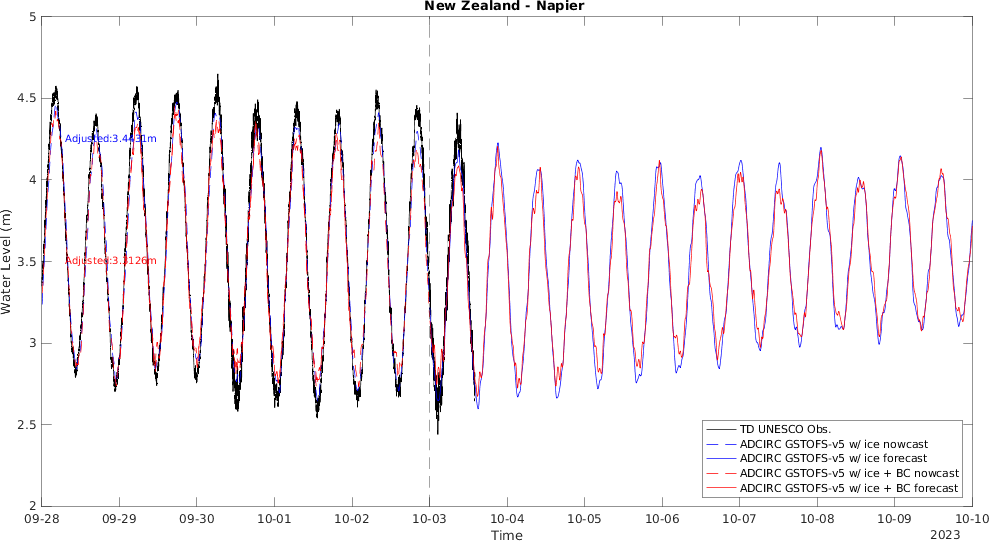 New Zealand - Napier
5
4.5
4
3.5
3
2.5
2
Water Level (m)
Adjusted:3.4431m
Adjusted:3.3126m
TD UNESCO Obs.
ADCIRC GSTOFS-v5 w/ ice nowcast
ADCIRC GSTOFS-v5 w/ ice forecast
ADCIRC GSTOFS-v5 w/ ice + BC nowcast
ADCIRC GSTOFS-v5 w/ ice + BC forecast
09-28 09-29 09-30 10-01 10-02 10-03 10-04 10-05 10-06 10-07 10-08 10-09 10-10
Time
2023